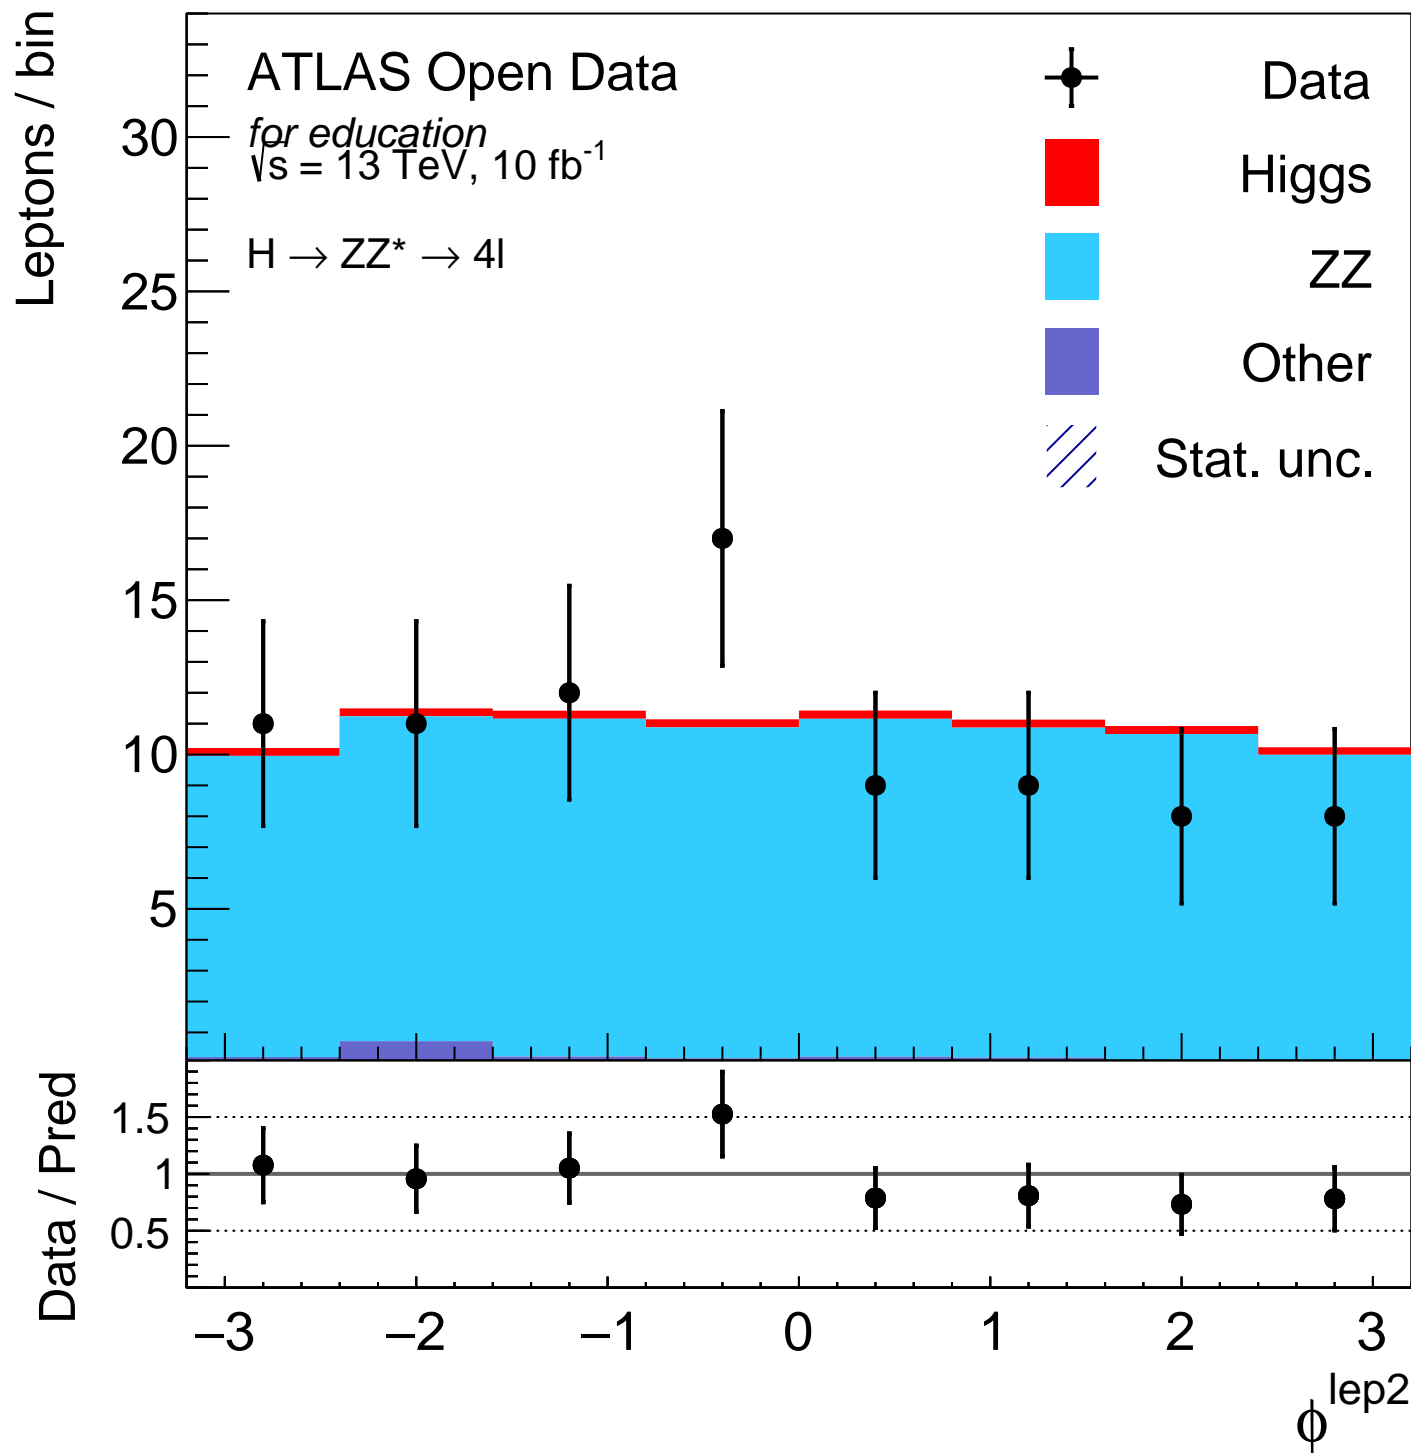 Leptons / bin
ATLAS Open Data
for education
√s = 13 TeV, 10 fb⁻¹
H → ZZ* → 4l
Data
Higgs
ZZ
Other
Stat. unc.
30
25
20
15
10
5
Data / Pred
1.5
1
0.5
–3 –2 –1 0 1 2 3
ϕ^lep2